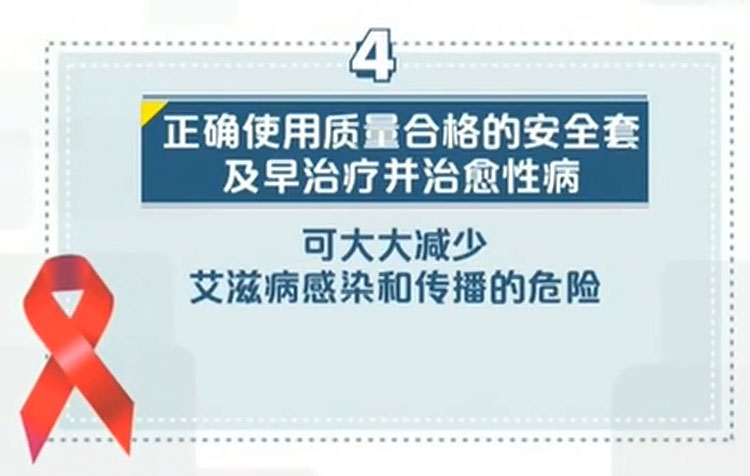 4
正确使用质量合格的安全套
及早治疗并治愈性病
可大大减少
艾滋病感染和传播的危险